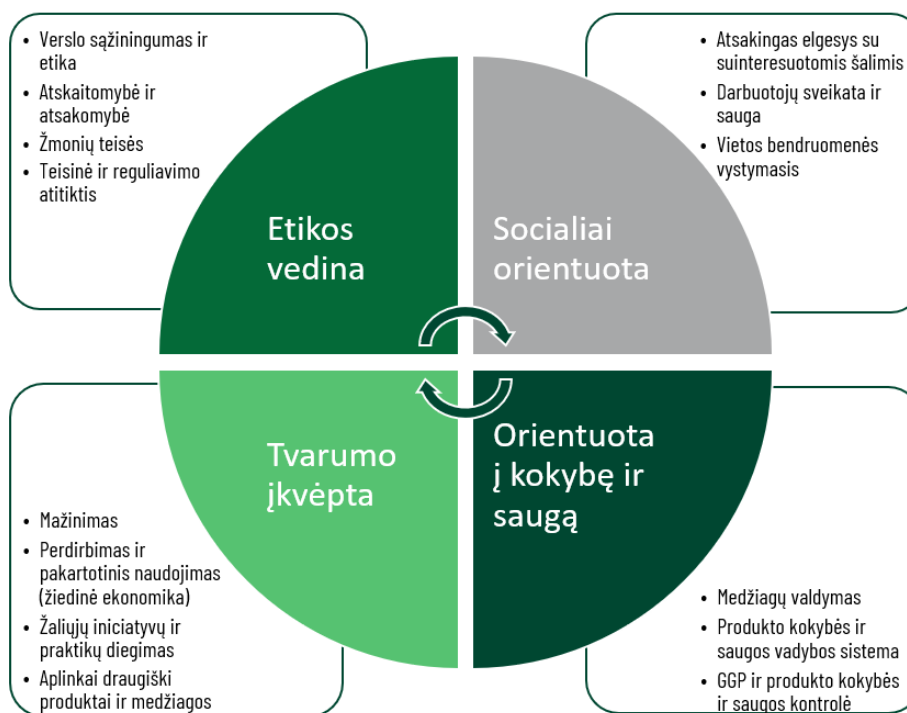 • Verslo sąžiningumas ir
etika
• Atskaitomybė ir
atsakomybė
• Žmonių teisės
• Teisinė ir reguliavimo
atitiktis
• Atsakingas elgesys su
suinteresuotomis šalimis
• Darbuotojų sveikata ir
sauga
• Vietos bendruomenės
vystymasis
Etikos
vedina
Socialiai
orientuota
Tvarumo
įkvėpta
Orientuota
į kokybę ir
saugą
• Mažinimas
• Perdirbimas ir
pakartotinis naudojimas
(žiedinė ekonomika)
• Žaliųjų iniciatyvų ir
praktikų diegimas
• Aplinkai draugiški
produktai ir medžiagos
• Medžiagų valdymas
• Produkto kokybės ir
saugos vadybos sistema
• GGP ir produkto kokybės
ir saugos kontrolė